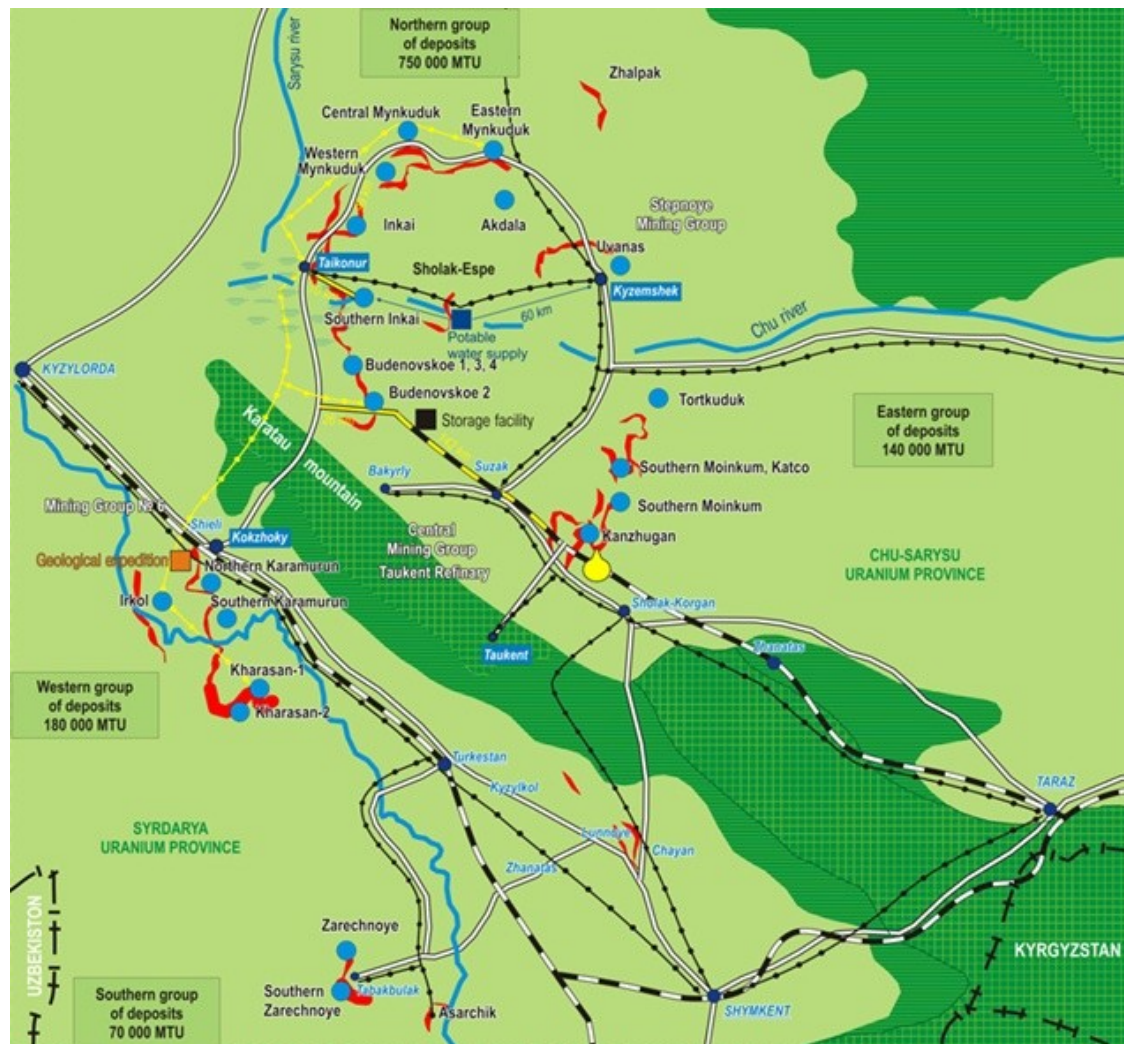 Northern group
of deposits
750 000 MTU
Sarysu river
Zhalpak
Central Mynkuduk
Eastern
Mynkuduk
Western
Mynkuduk
Inkai
Akdala
Stepnoye
Mining Group
Uvanas
Taikonur
Sholak-Espe
Kyzemshek
Southern Inkai
60 km
Potable
water supply
Chu river
KYZYLORDA
Budenovskoe 1, 3, 4
Budenovskoe 2
Tortkuduk
Storage facility
Eastern group
of deposits
140 000 MTU
Karatau
mountain
Bakyrly
Suzak
Southern Moinkum, Katco
Southern Moinkum
Mining Group № 6
Shieli
Kokzhoky
Central
Mining Group
Taukent Refinary
Kanzhugan
CHU-SARYSU
URANIUM PROVINCE
Geological expedition
Northern Karamurun
Irkol
Southern Karamurun
Sholak-Korgan
Taukent
Thanatas
Kharasan-1
Kharasan-2
Western group
of deposits
180 000 MTU
Turkestan
Kyzylkol
TARAZ
SYRDARYA
URANIUM PROVINCE
Lunnoye
Chayan
Zhanatas
UZBEKISTON
Zarechnoye
KYRGYZSTAN
Southern
Zarechnoye
Tabakbulak
Asarchik
SHYMKENT
Southern group
of deposits
70 000 MTU